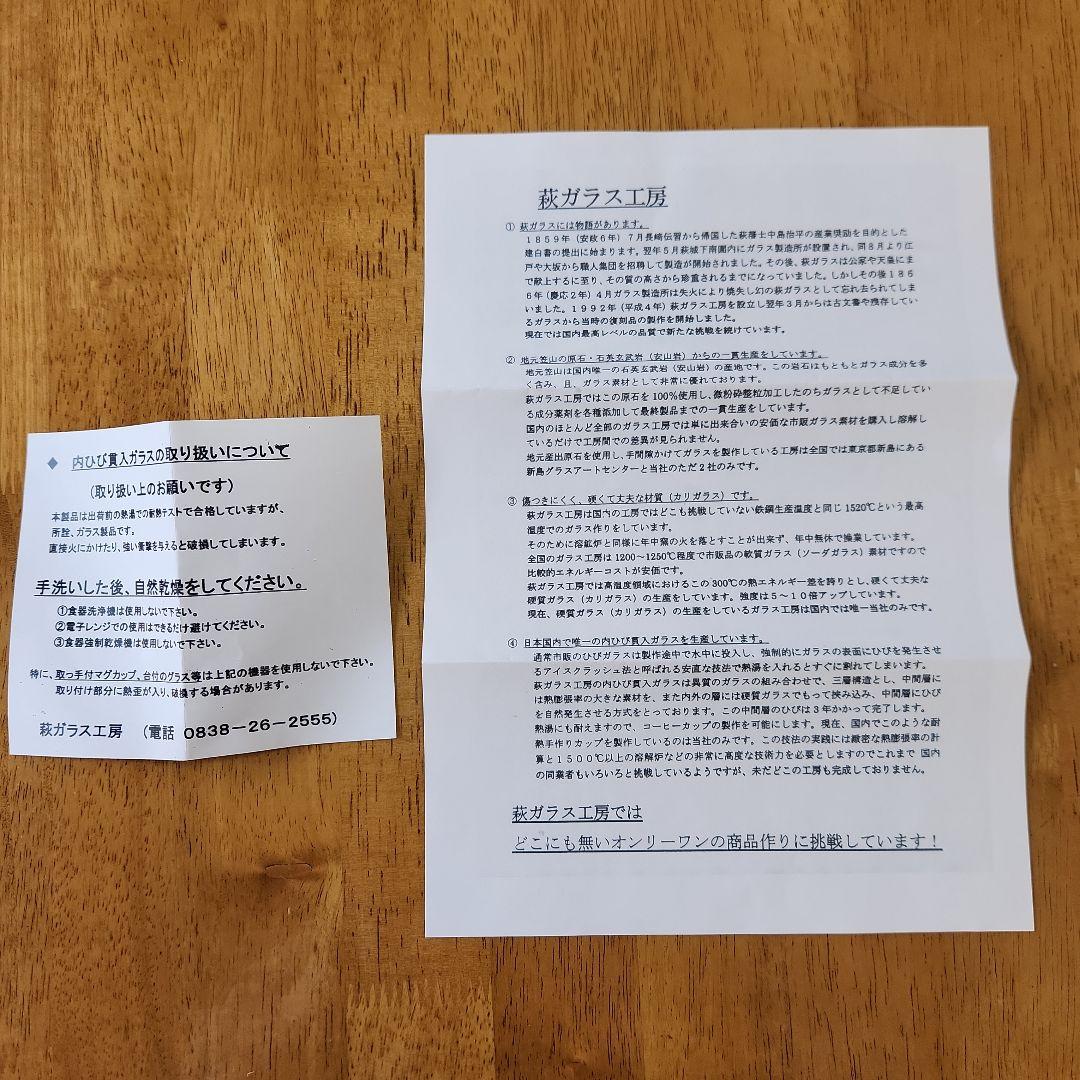 ◆ 内ひび貫入ガラスの取り扱いについて
(取り扱い上のお願いです)
本製品は出荷前の熱湯での耐熱テストで合格していますが、
所詮、ガラス製品です。
直接火にかけたり、強い衝撃を与えると破損してしまいます。
手洗いした後、自然乾燥をしてください。
①食器洗浄機は使用しないで下さい。
②電子レンジでの使用はできるだけ避けてください。
③食器強制乾燥機は使用しないで下さい。
特に、取っ手付マグカップ、台付のグラス等は上記の機器を使用しないで下さい。
取り付け部分に熱歪が入り、破損する場合があります。
萩ガラス工房 (電話 0838-26-2555)
萩ガラス工房
① 萩ガラスには物語があります。
1859年(安政6年)7月長崎伝習から帰国した萩藩士中島治平の産業奨励を目的とした
建白書の提出に始まります。翌年5月萩城下南園内にガラス製造所が設置され、同8月より江
戸や大坂から職人集団を招聘して製造が開始されました。その後、萩ガラスは公家や天皇にま
で献上するに至り、その質の高さから珍重されるまでになっていました。しかしその後186
6年(慶応2年)4月ガラス製造所は失火により焼失し幻の萩ガラスとして忘れ去られてしま
いました。1992年(平成4年)萩ガラス工房を設立し翌年3月からは古文書や残存してい
るガラスから当時の復刻品の製作を開始しました。
現在では国内最高レベルの品質で新たな挑戦を続けています。
② 地元笠山の原石・石英玄武岩(安山岩)からの一貫生産をしています。
地元笠山は国内唯一の石英玄武岩(安山岩)の産地です。この岩石はもともとガラス成分を多
く含み、且、ガラス素材として非常に優れております。
萩ガラス工房ではこの原石を100%使用し、微粉砕整粒加工したのちガラスとして不足してい
る成分薬剤を各種添加して最終製品までの一貫生産をしています。
国内のほとんど全部のガラス工房では単に出来合いの安価な市販ガラス素材を購入し溶解し
ているだけで工房間での差異が見られません。
地元産出原石を使用し、手間隙かけてガラスを製作している工房は全国では東京都新島にある
新島グラスアートセンターと当社のただ2社のみです。
③ 傷つきにくく、硬くて丈夫な材質(カリガラス)です。
萩ガラス工房は国内の工房ではどこも挑戦していない鉄鋼生産温度と同じ1520℃という最高
温度でのガラス作りをしています。
そのために溶鉱炉と同様に年中窯の火を落とすことが出来ず、年中無休で操業しています。
全国のガラス工房は1200~1250℃程度で市販品の軟質ガラス(ソーダガラス)素材ですので
比較的エネルギーコストが安価です。
萩ガラス工房では高温度領域におけるこの300℃の熱エネルギー差を誇りとし、硬くて丈夫な
硬質ガラス(カリガラス)の生産をしています。強度は5~10倍アップしています。
現在、硬質ガラス(カリガラス)の生産をしているガラス工房は国内では唯一当社のみです。
④ 日本国内で唯一の内ひび貫入ガラスを生産しています。
通常市販のひびガラスは製作途中で水中に投入し、強制的にガラスの表面にひびを発生させ
るアイスクラッシュ法と呼ばれる安直な技法で熱湯を入れるとすぐに割れてしまいます。
萩ガラス工房の内ひび貫入ガラスは異質のガラスの組み合わせで、三層構造とし、中間層に
は熱膨張率の大きな素材を、また内外の層には硬質ガラスでもって挟み込み、中間層にひび
を自然発生させる方式をとっております。この中間層のひびは3年かかって完了します。
熱湯にも耐えますので、コーヒーカップの製作を可能にします。現在、国内でこのような耐
熱手作りカップを製作しているのは当社のみです。この技法の実践には緻密な熱膨張率の計
算と1500℃以上の溶解炉などの非常に高度な技術力を必要としますのでこれまで 国内
の同業者もいろいろと挑戦しているようですが、未だどこの工房も完成しておりません。
萩ガラス工房では
どこにも無いオンリーワンの商品作りに挑戦しています！